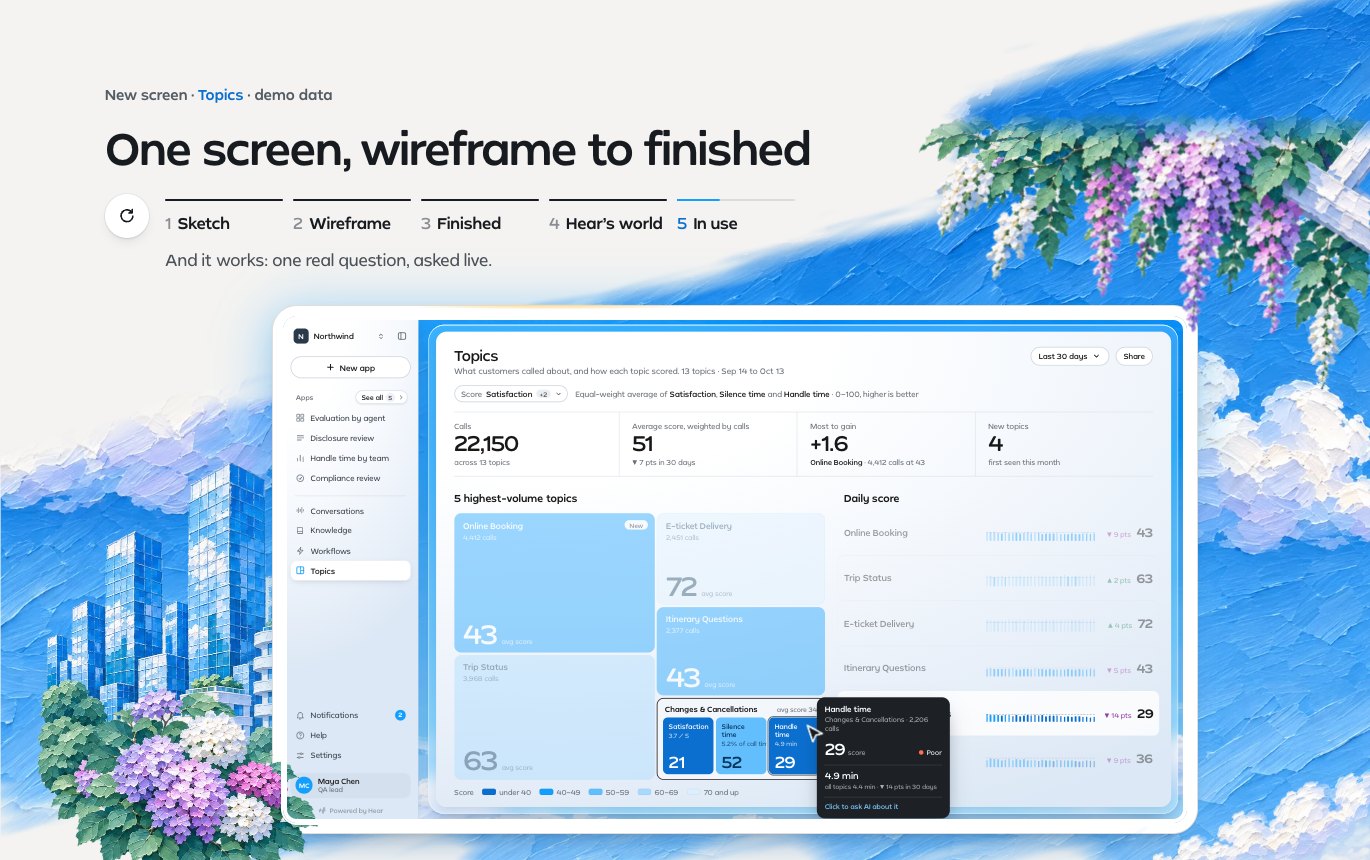 New screen · Topics · demo data
One screen, wireframe to finished
1 Sketch
2 Wireframe
3 Finished
4 Hear's world
5 In use
And it works: one real question, asked live.
N Northwind
+ New app
Apps
See all 5
Evaluation by agent
Disclosure review
Handle time by team
Compliance review
Conversations
Knowledge
Workflows
Topics
Notifications 2
Help
Settings
MC
Maya Chen
QA lead
Powered by Hear
Topics
What customers called about, and how each topic scored. 13 topics · Sep 14 to Oct 13
Last 30 days
Share
Score Satisfaction +2
Equal-weight average of Satisfaction, Silence time and Handle time · 0–100, higher is better
Calls
22,150
across 13 topics
Average score, weighted by calls
51
▼ 7 pts in 30 days
Most to gain
+1.6
Online Booking · 4,412 calls at 43
New topics
4
first seen this month
5 highest-volume topics
Online Booking
New
4,412 calls
43 avg score
Trip Status
3,968 calls
63 avg score
E-ticket Delivery
2,451 calls
72 avg score
Itinerary Questions
2,377 calls
43 avg score
Changes & Cancellations
avg score 34
Satisfaction
3.7 / 5
21
Silence
time
5.2% of call tim
52
Handle
time
4.9 min
29
Score
under 40
40–49
50–59
60–69
70 and up
Daily score
Online Booking ▼ 9 pts 43
Trip Status ▲ 2 pts 63
E-ticket Delivery ▲ 4 pts 72
Itinerary Questions ▼ 5 pts 43
▼ 14 pts 29
▼ 9 pts 36
Handle time
Changes & Cancellations · 2,206
calls
29 score
Poor
4.9 min
all topics 4.4 min · ▼ 14 pts in 30 days
Click to ask AI about it